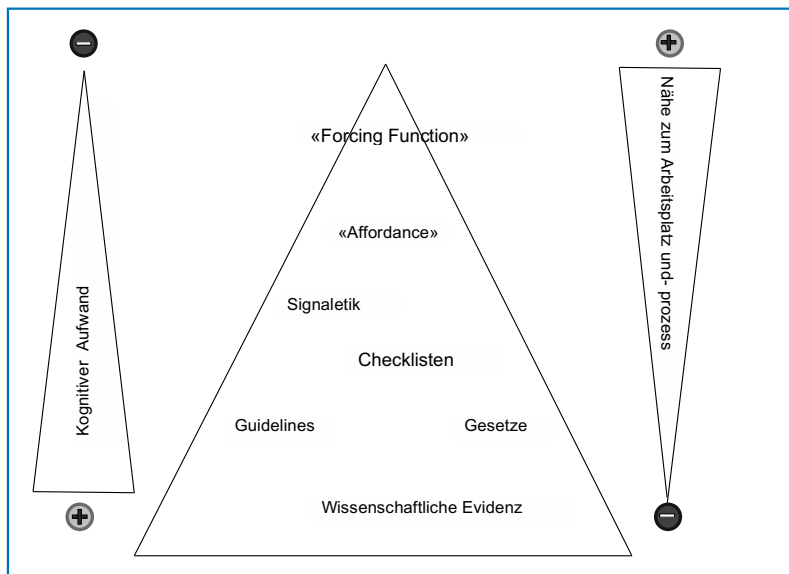 «Forcing Function»
«Affordance»
Signaletik
Checklisten
Guidelines
Gesetze
Wissenschaftliche Evidenz
Kognitiver Aufwand
Nähe zum Arbeitsplatz und- prozess